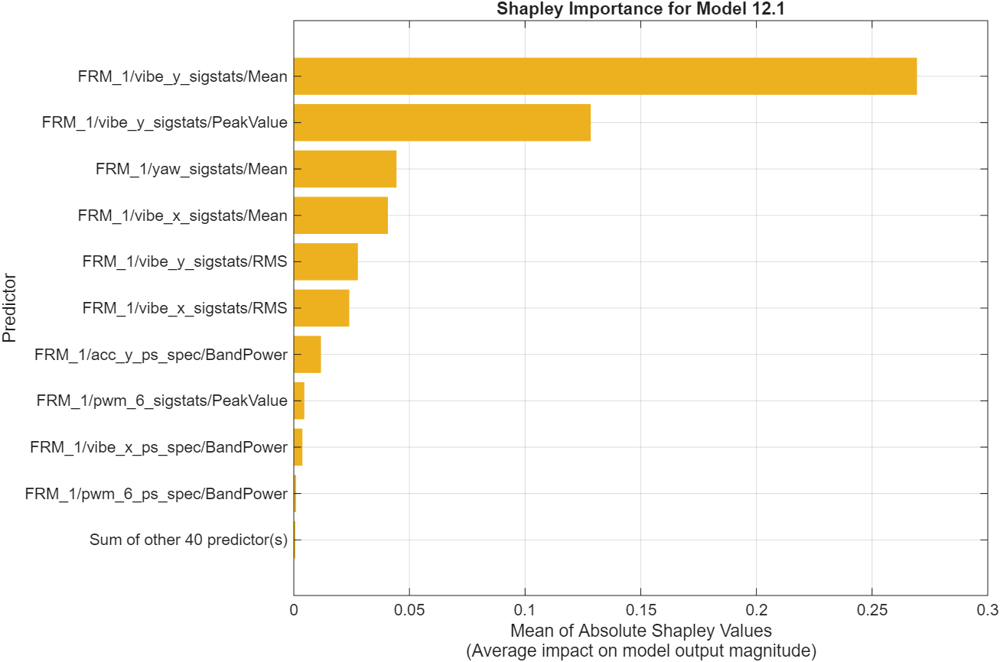 Shapley Importance for Model 12.1
FRM_1/vibe_y_sigstats/Mean
FRM_1/vibe_y_sigstats/PeakValue
FRM_1/yaw_sigstats/Mean
FRM_1/vibe_x_sigstats/Mean
FRM_1/vibe_y_sigstats/RMS
FRM_1/vibe_x_sigstats/RMS
FRM_1/acc_y_ps_spec/BandPower
FRM_1/pwm_6_sigstats/PeakValue
FRM_1/vibe_x_ps_spec/BandPower
FRM_1/pwm_6_ps_spec/BandPower
Sum of other 40 predictor(s)
Predictor
0 0.05 0.1 0.15 0.2 0.25 0.3
Mean of Absolute Shapley Values
(Average impact on model output magnitude)